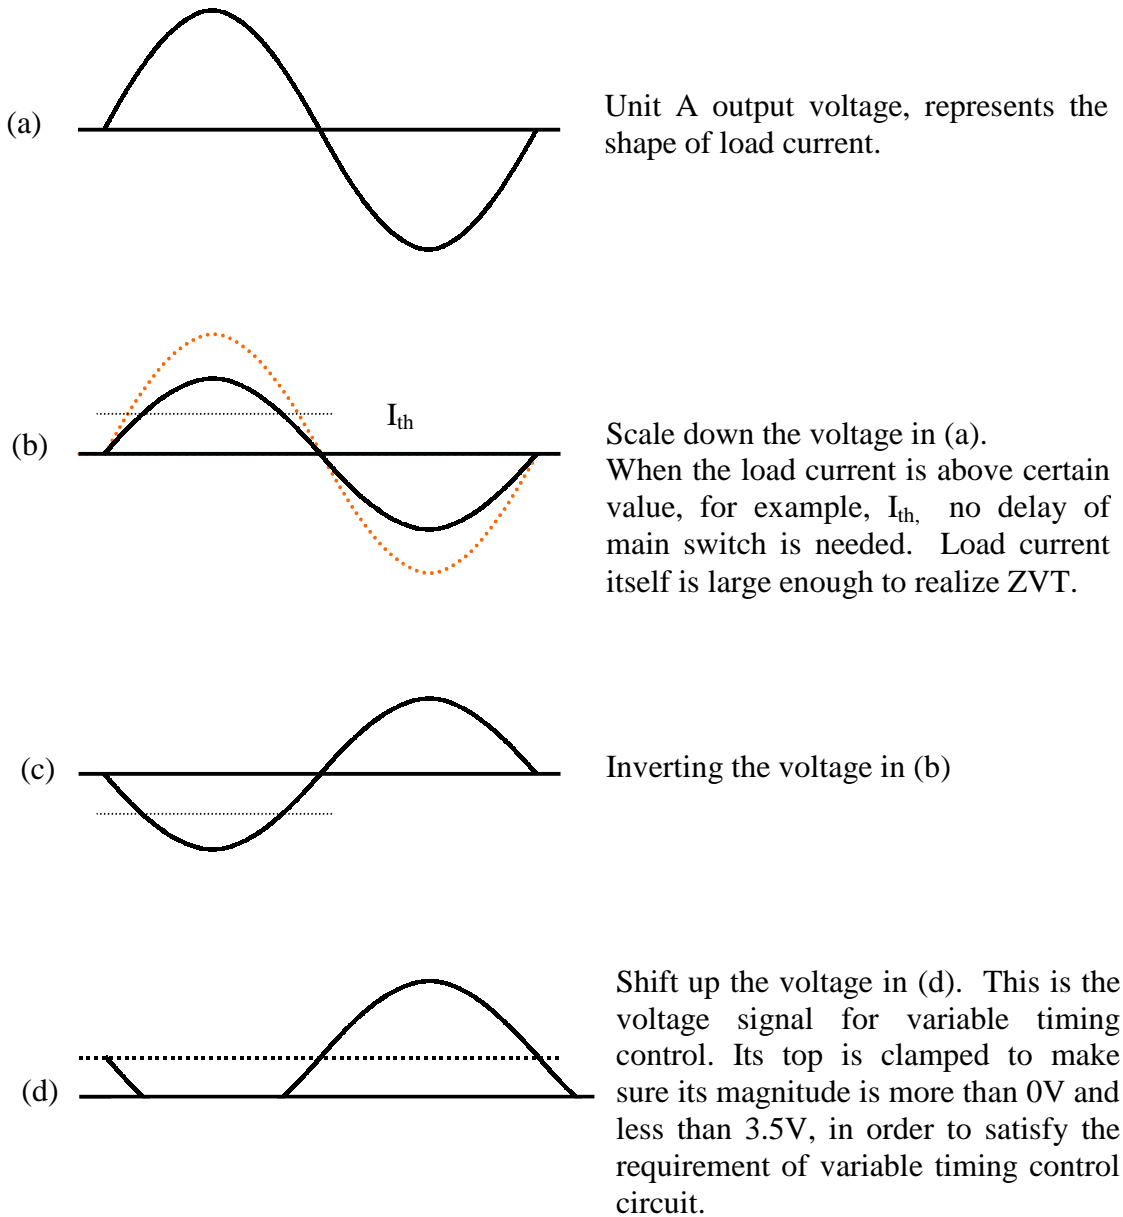 (a)
Unit A output voltage, represents the
shape of load current.
I_th
(b)
Scale down the voltage in (a).
When the load current is above certain
value, for example, I_th, no delay of
main switch is needed. Load current
itself is large enough to realize ZVT.
(c)
Inverting the voltage in (b)
(d)
Shift up the voltage in (d). This is the
voltage signal for variable timing
control. Its top is clamped to make
sure its magnitude is more than 0V and
less than 3.5V, in order to satisfy the
requirement of variable timing control
circuit.